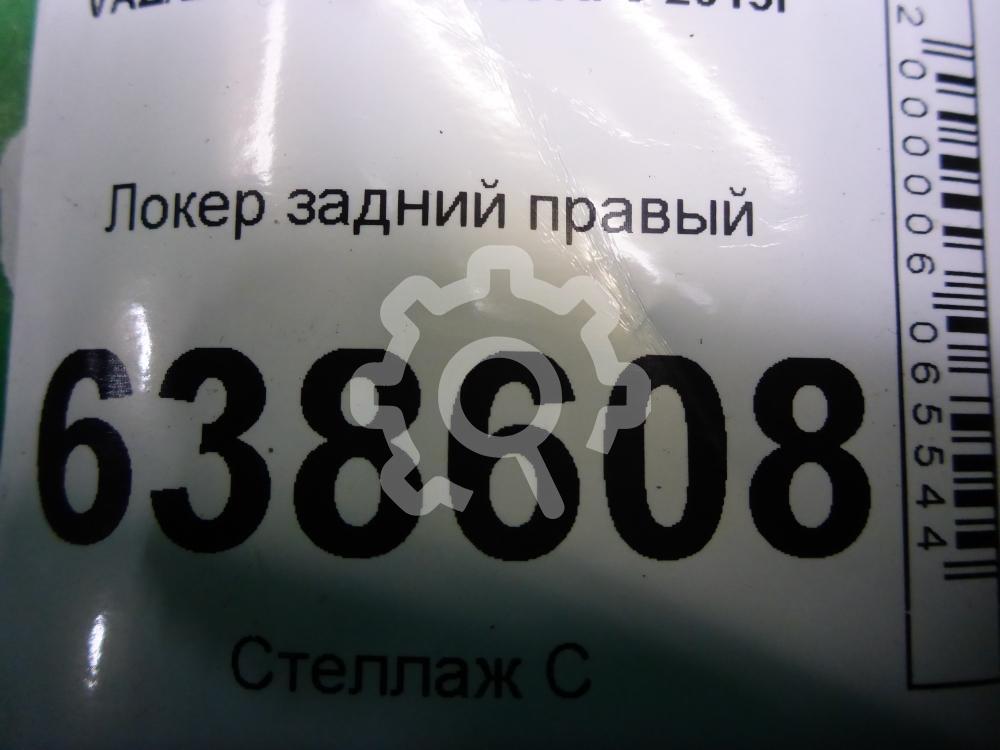 Локер задний правый
638608
Стеллаж С
2000006065544